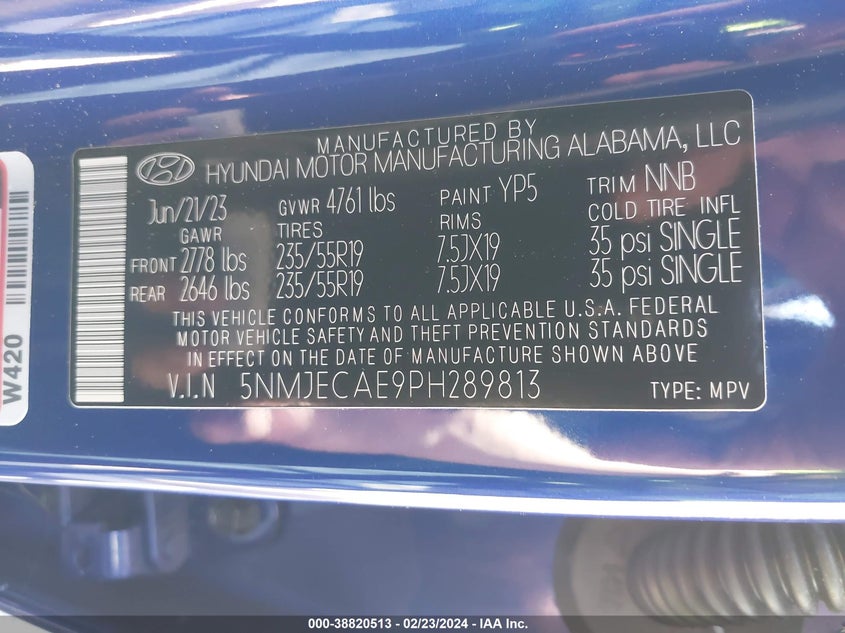 MANUFACTURED BY
HYUNDAI MOTOR MANUFACTURING ALABAMA, LLC
Jun/21/23 GVWR 4761 lbs PAINT YP5 TRIM NNB
GAWR TIRES RIMS COLD TIRE INFL
FRONT 2778 lbs 235/55R19 7.5JX19 35 psi SINGLE
REAR 2646 lbs 235/55R19 7.5JX19 35 psi SINGLE
THIS VEHICLE CONFORMS TO ALL APPLICABLE U.S.A. FEDERAL
MOTOR VEHICLE SAFETY AND THEFT PREVENTION STANDARDS
IN EFFECT ON THE DATE OF MANUFACTURE SHOWN ABOVE
V.I.N 5NMJECAE9PH289813 TYPE: MPV
W420
000-38820513 - 02/23/2024 - IAA Inc.